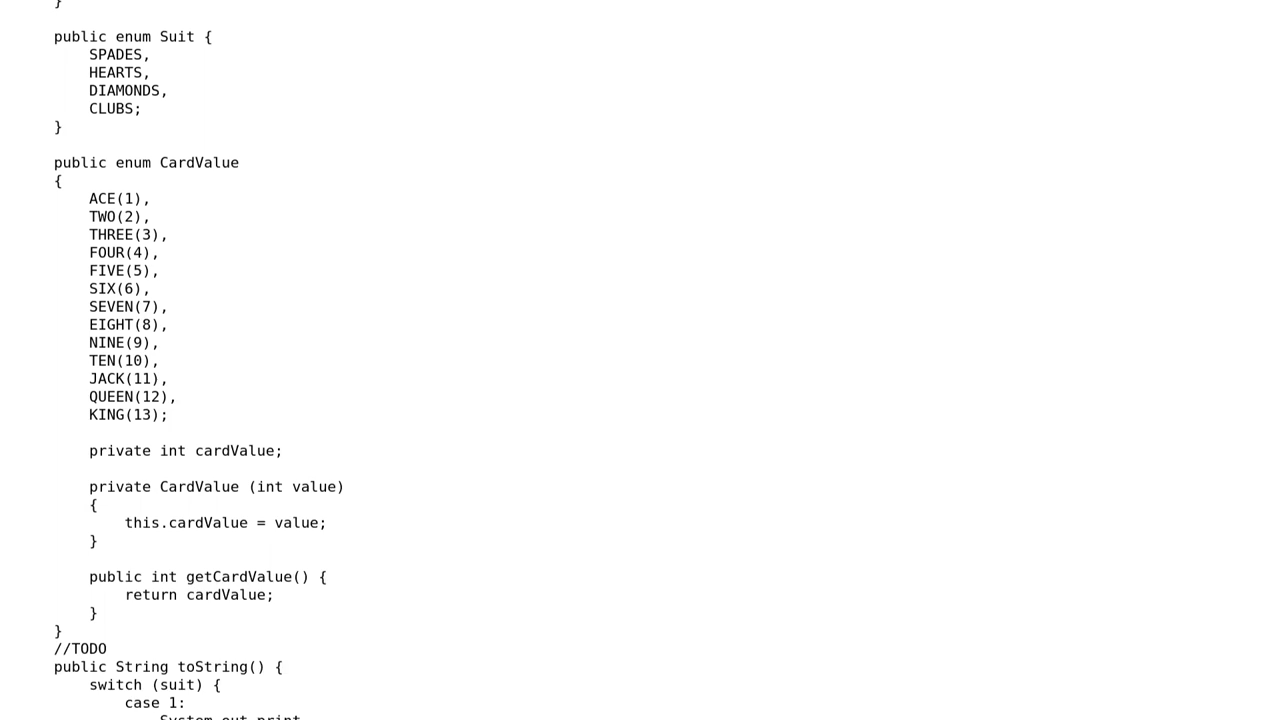 }
public enum Suit {
    SPADES,
    HEARTS,
    DIAMONDS,
    CLUBS;
}
public enum CardValue
{
    ACE(1),
    TWO(2),
    THREE(3),
    FOUR(4),
    FIVE(5),
    SIX(6),
    SEVEN(7),
    EIGHT(8),
    NINE(9),
    TEN(10),
    JACK(11),
    QUEEN(12),
    KING(13);
    private int cardValue;
    private CardValue (int value)
    {
        this.cardValue = value;
    }
    public int getCardValue() {
        return cardValue;
    }
}
//TODO
public String toString() {
    switch (suit) {
        case 1:
            System.out.print